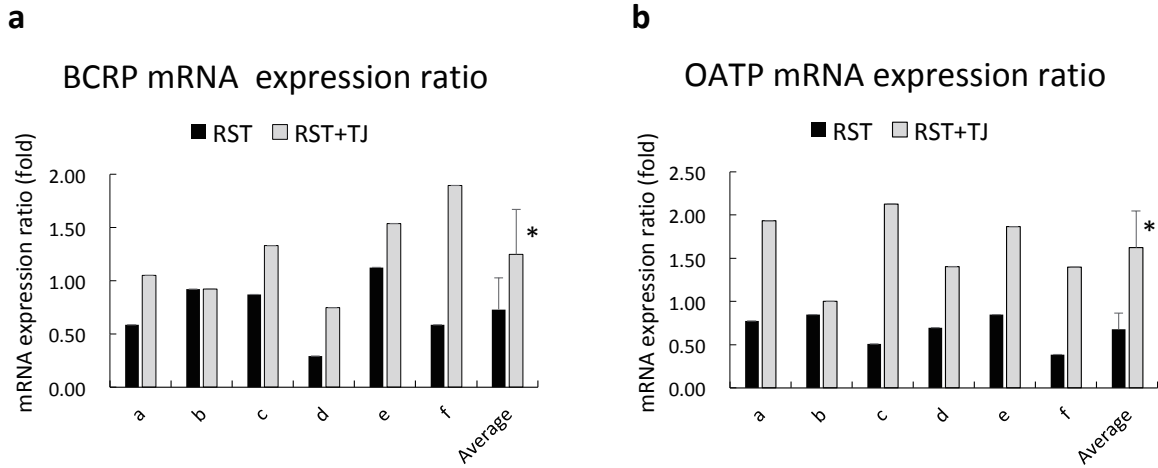 a
BCRP mRNA expression ratio
RST RST+TJ
mRNA expression ratio (fold)
2.00
1.50
1.00
0.50
0.00
a b c d e f Average
*
b
OATP mRNA expression ratio
RST RST+TJ
mRNA expression ratio (fold)
2.50
2.00
1.50
1.00
0.50
0.00
a b c d e f Average
*